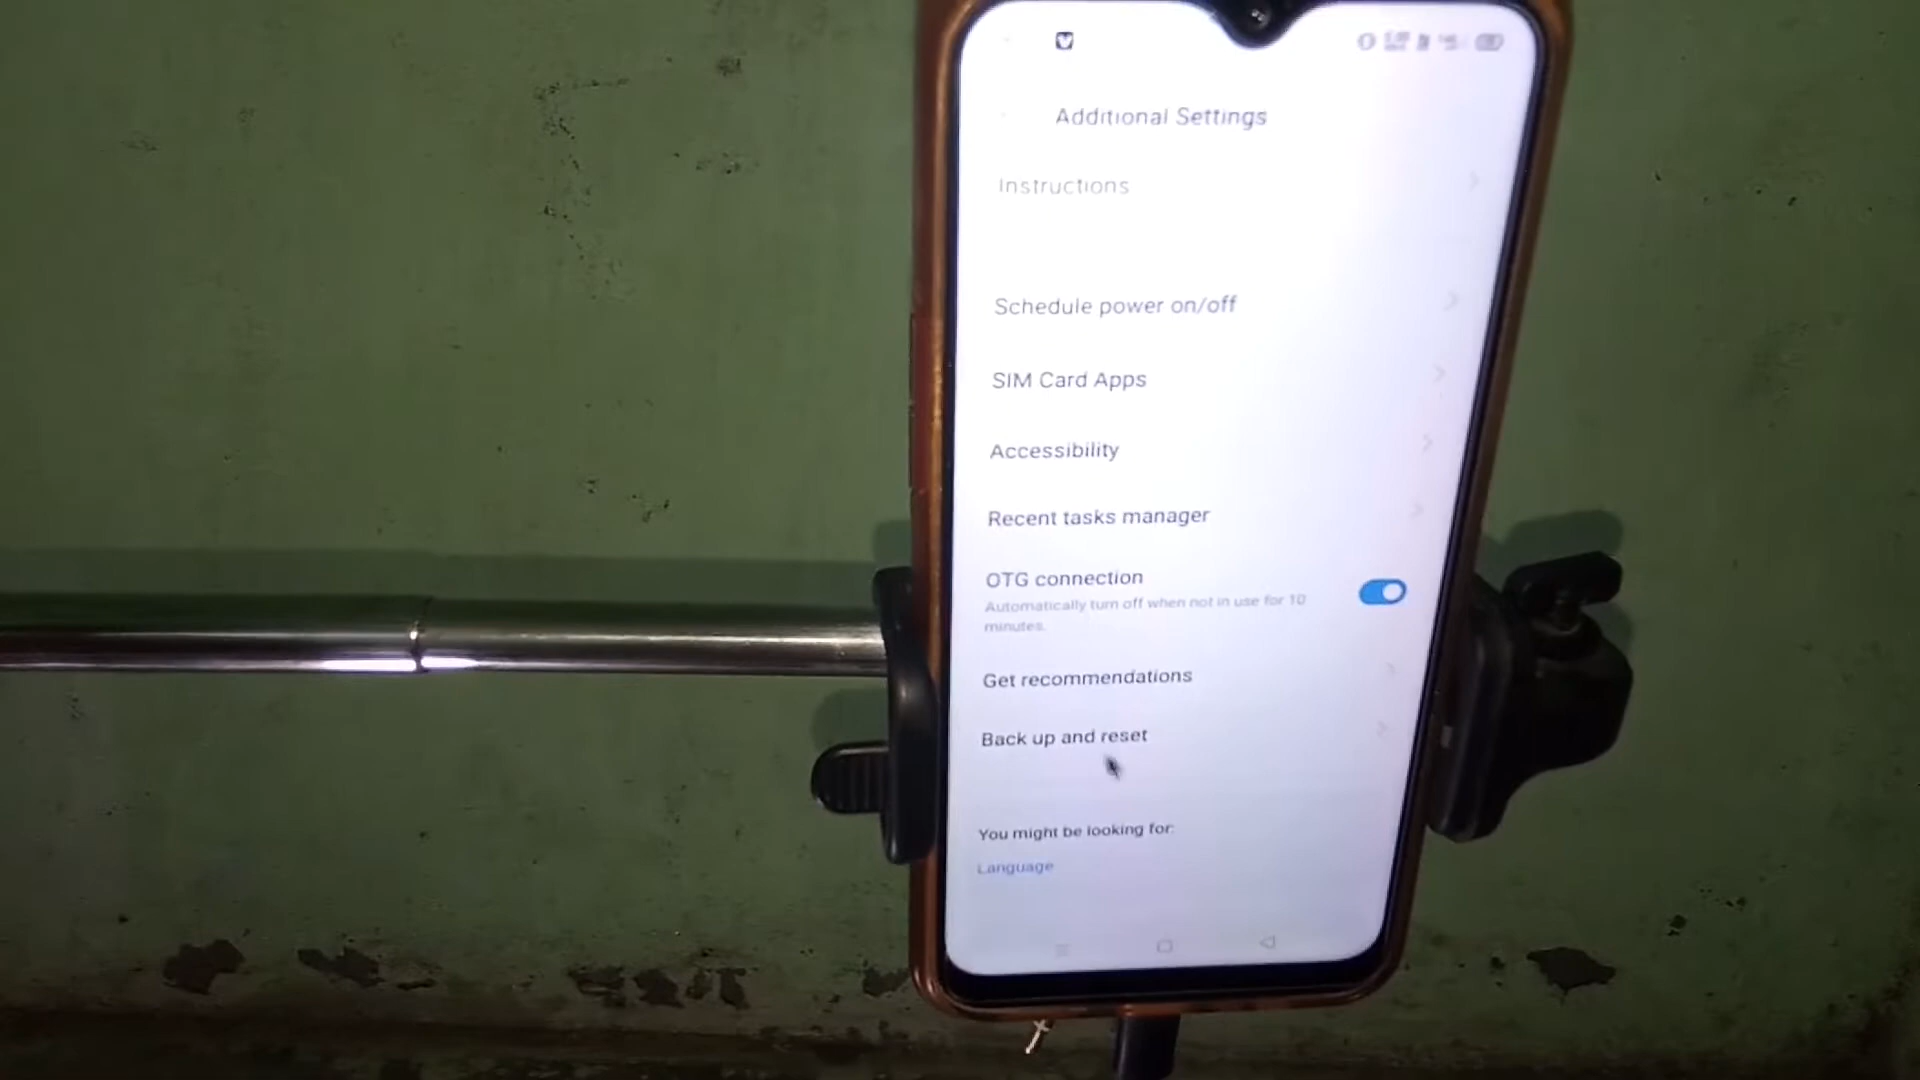 Additional Settings
Instructions
Schedule power on/off
SIM Card Apps
Accessibility
Recent tasks manager
OTG connection
Automatically turn off when not in use for 10
minutes.
Get recommendations
Back up and reset
You might be looking for:
Language